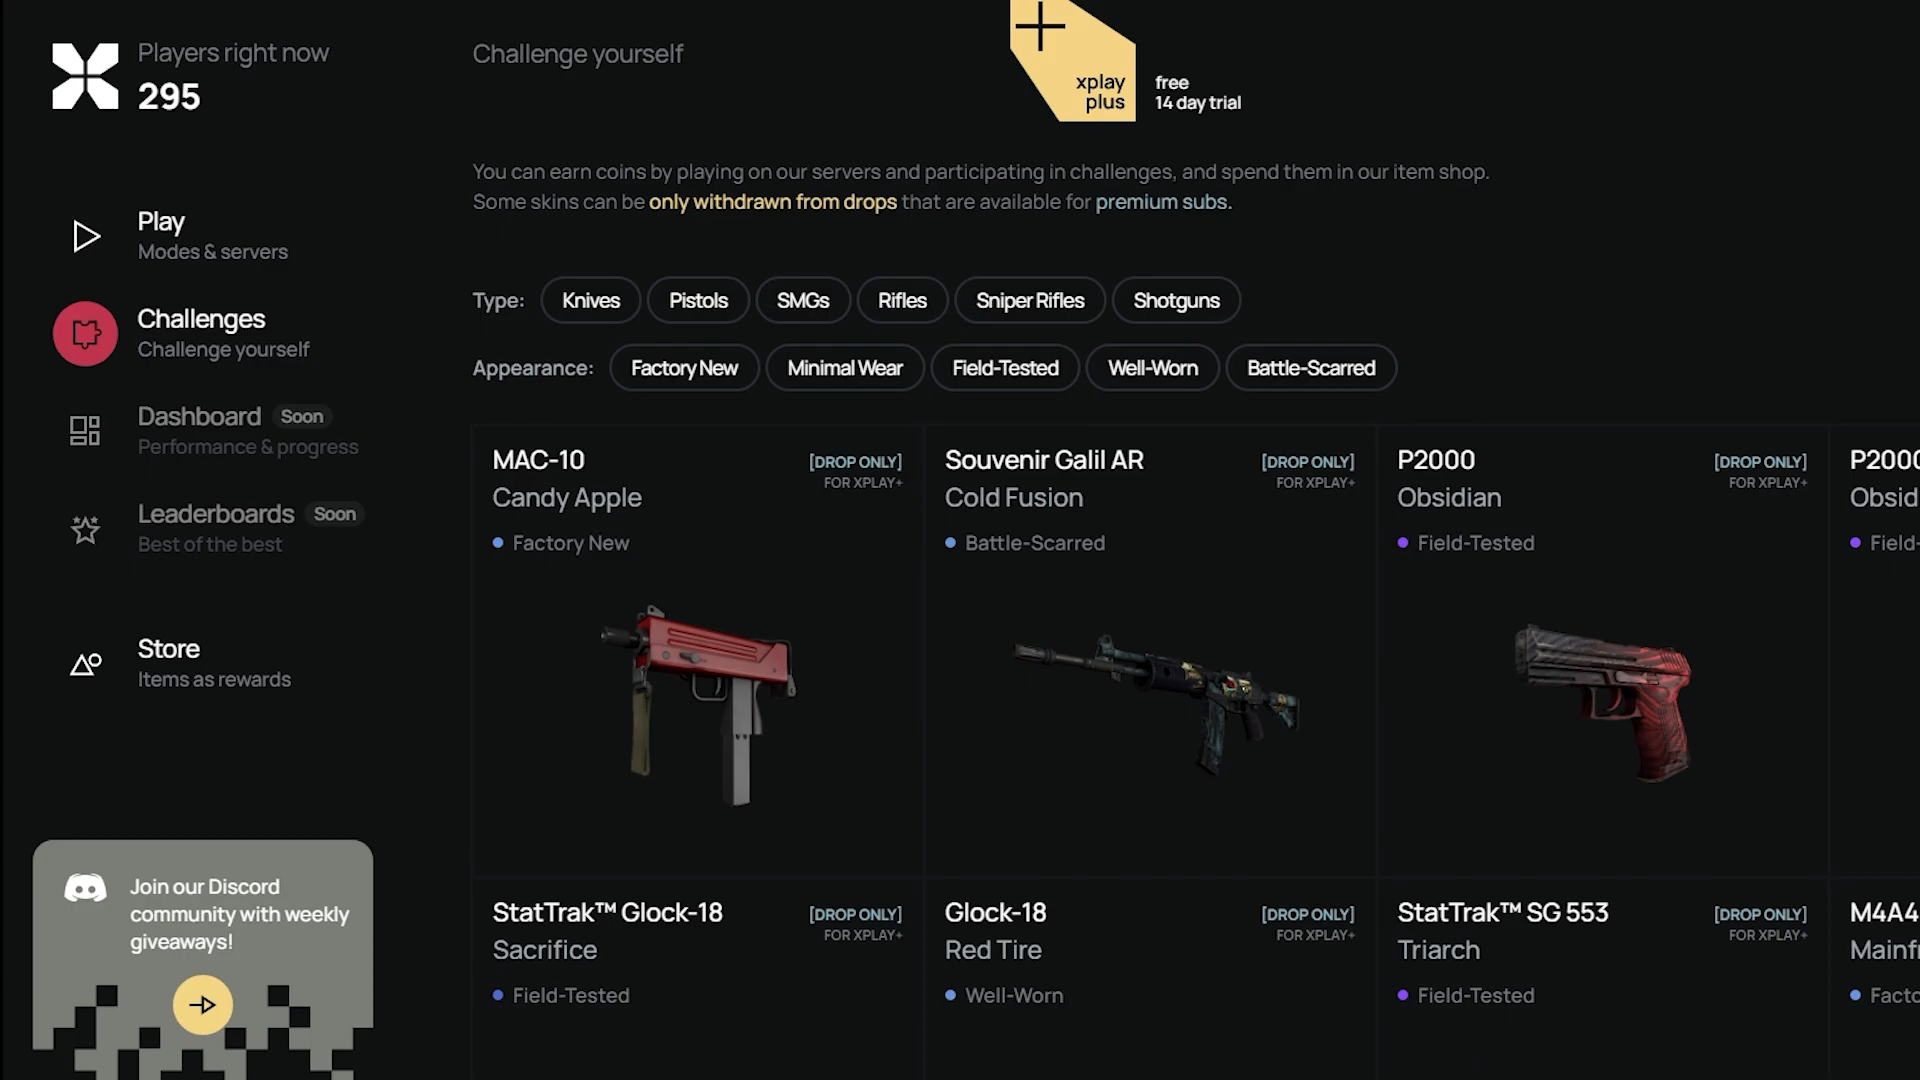 Players right now
295
Challenge yourself
xplay
plus
free
14 day trial
You can earn coins by playing on our servers and participating in challenges, and spend them in our item shop.
Some skins can be only withdrawn from drops that are available for premium subs.
Play
Modes & servers
Challenges
Challenge yourself
Dashboard Soon
Performance & progress
Leaderboards Soon
Best of the best
Store
Items as rewards
Join our Discord
community with weekly
giveaways!
Type: Knives Pistols SMGs Rifles Sniper Rifles Shotguns
Appearance: Factory New Minimal Wear Field-Tested Well-Worn Battle-Scarred
MAC-10 [DROP ONLY]
FOR XPLAY+
Candy Apple
Factory New
Souvenir Galil AR [DROP ONLY]
FOR XPLAY+
Cold Fusion
Battle-Scarred
P2000 [DROP ONLY]
FOR XPLAY+
Obsidian
Field-Tested
P2000
Obsid
Field-
StatTrak™ Glock-18 [DROP ONLY]
FOR XPLAY+
Sacrifice
Field-Tested
Glock-18 [DROP ONLY]
FOR XPLAY+
Red Tire
Well-Worn
StatTrak™ SG 553 [DROP ONLY]
FOR XPLAY+
Triarch
Field-Tested
M4A4
Mainf
Facto